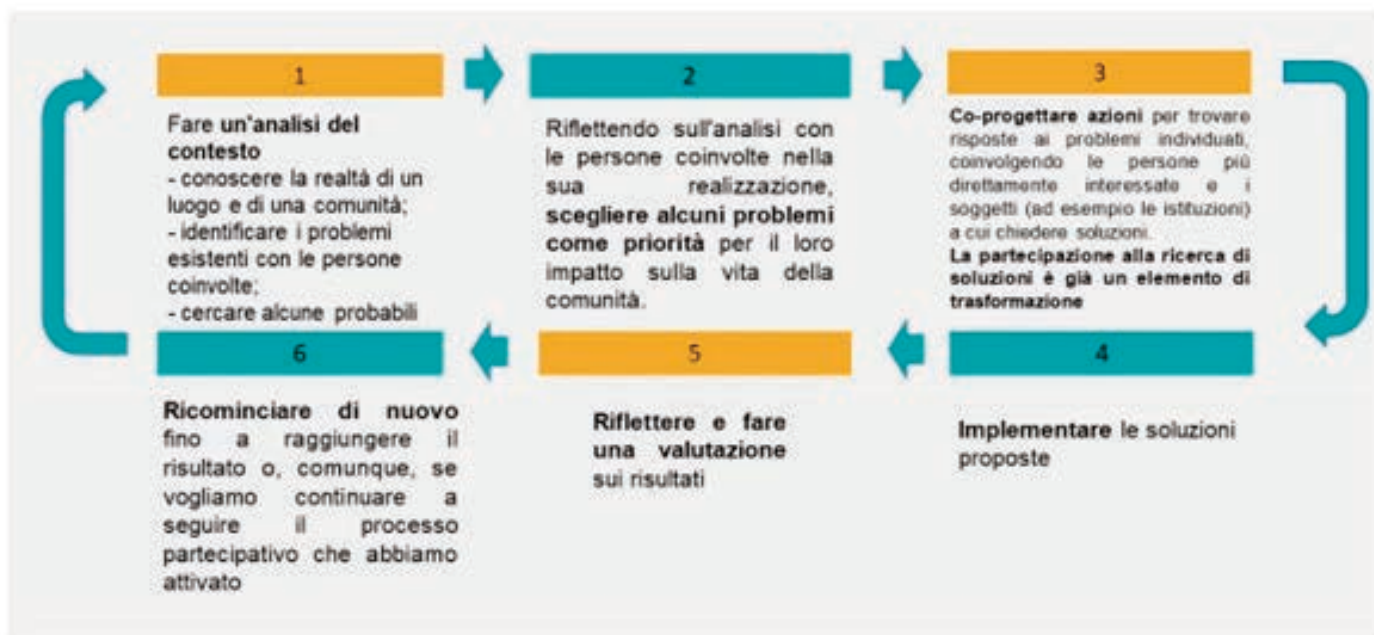 1
Fare un'analisi del
contesto
- conoscere la realtà di un
luogo e di una comunità;
- identificare i problemi
esistenti con le persone
coinvolte;
- cercare alcune probabili
2
Riflettendo sull'analisi con
le persone coinvolte nella
sua realizzazione,
scegliere alcuni problemi
come priorità per il loro
impatto sulla vita della
comunità.
3
Co-progettare azioni per trovare
risposte ai problemi individuati,
coinvolgendo le persone più
direttamente interessate e i
soggetti (ad esempio le istituzioni)
a cui chiedere soluzioni.
La partecipazione alla ricerca di
soluzioni è già un elemento di
trasformazione
4
Implementare le soluzioni
proposte
5
Riflettere e fare
una valutazione
sui risultati
6
Ricominciare di nuovo
fino a raggiungere il
risultato o, comunque, se
vogliamo continuare a
seguire il processo
partecipativo che abbiamo
attivato